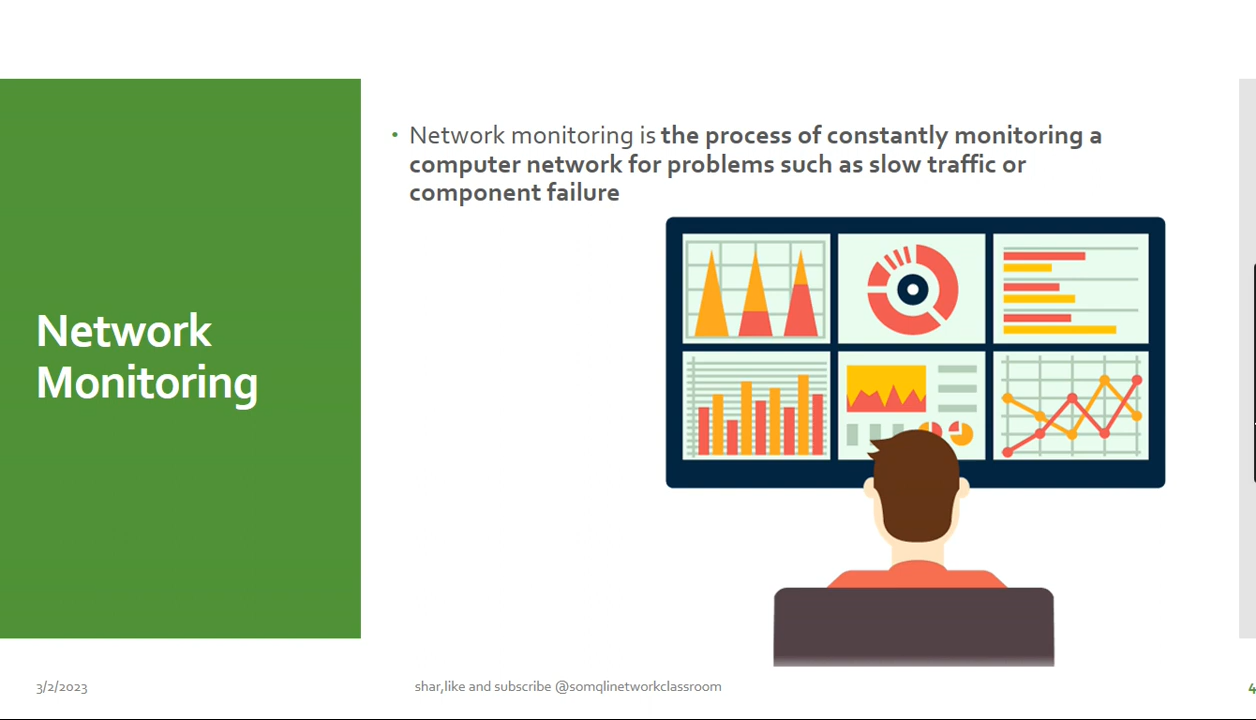 Network
Monitoring
• Network monitoring is the process of constantly monitoring a
computer network for problems such as slow traffic or
component failure
3/2/2023
shar,like and subscribe @somqlinetworkclassroom
4